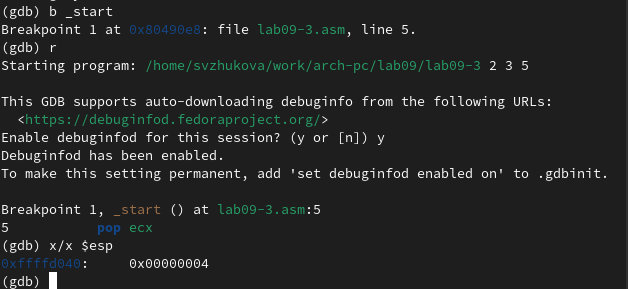 (gdb) b _start
Breakpoint 1 at 0x80490e8: file lab09-3.asm, line 5.
(gdb) r
Starting program: /home/svzhukova/work/arch-pc/lab09/lab09-3 2 3 5

This GDB supports auto-downloading debuginfo from the following URLs:
  <https://debuginfod.fedoraproject.org/>
Enable debuginfod for this session? (y or [n]) y
Debuginfod has been enabled.
To make this setting permanent, add 'set debuginfod enabled on' to .gdbinit.

Breakpoint 1, _start () at lab09-3.asm:5
5           pop ecx
(gdb) x/x $esp
0xffffd040:     0x00000004
(gdb)